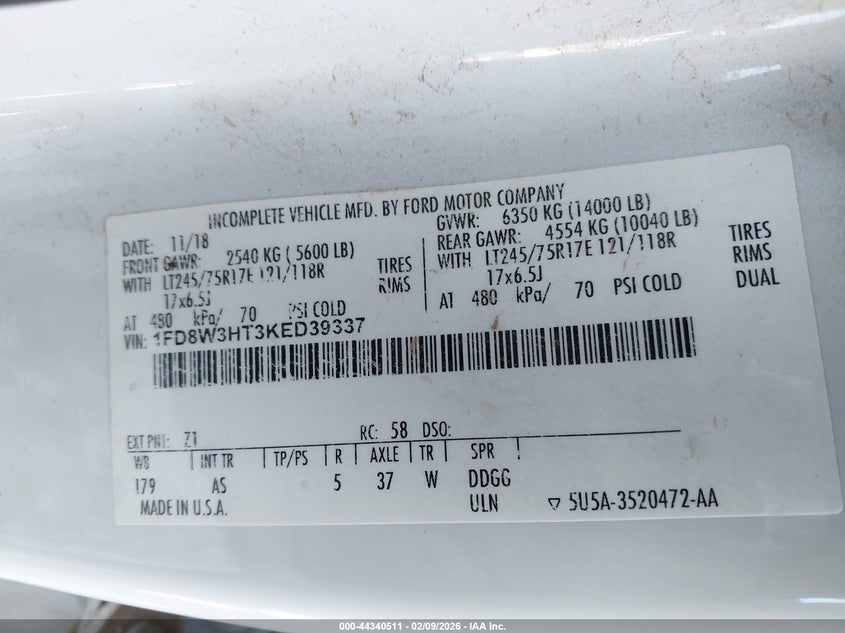 INCOMPLETE VEHICLE MFD. BY FORD MOTOR COMPANY
DATE: 11/18
GVWR: 6350 KG (14000 LB)
FRONT GAWR: 2540 KG ( 5600 LB)
REAR GAWR: 4554 KG (10040 LB)
WITH LT245/75R17E 121/118R TIRES
WITH LT245/75R17E 121/118R TIRES
17x6.5J RIMS
17x6.5J RIMS
AT 480 kPa/ 70 PSI COLD
AT 480 kPa/ 70 PSI COLD DUAL
VIN: 1FD8W3HT3KED39337
EXT PNT: Z1 RC: 58 DSO:
WB INT TR TP/PS R AXLE TR SPR
179 AS 5 37 W DDGG
MADE IN U.S.A. ULN 5U5A-3520472-AA
000-44340511 - 02/09/2026 - IAA Inc.